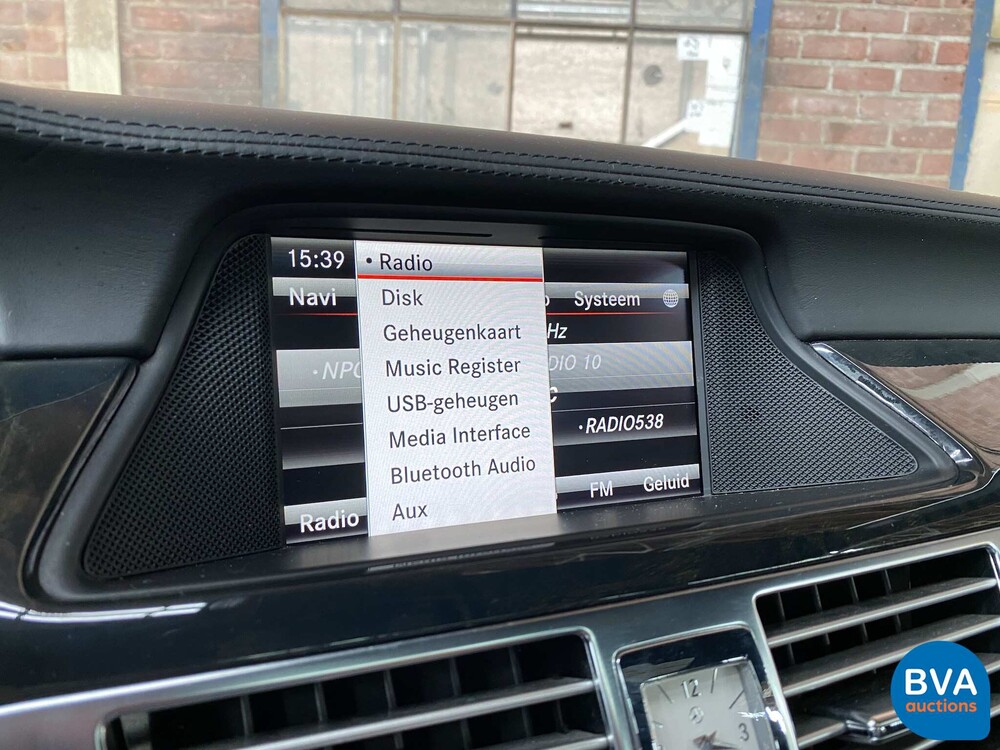 15:39
• Radio
Navi
Disk
Systeem
Geheugenkaart
Hz
• NPO
Music Register
DIO 10
USB-geheugen
Media Interface
• RADIO538
Bluetooth Audio
Radio
Aux
FM
Geluid
12
3
BVA
auctions